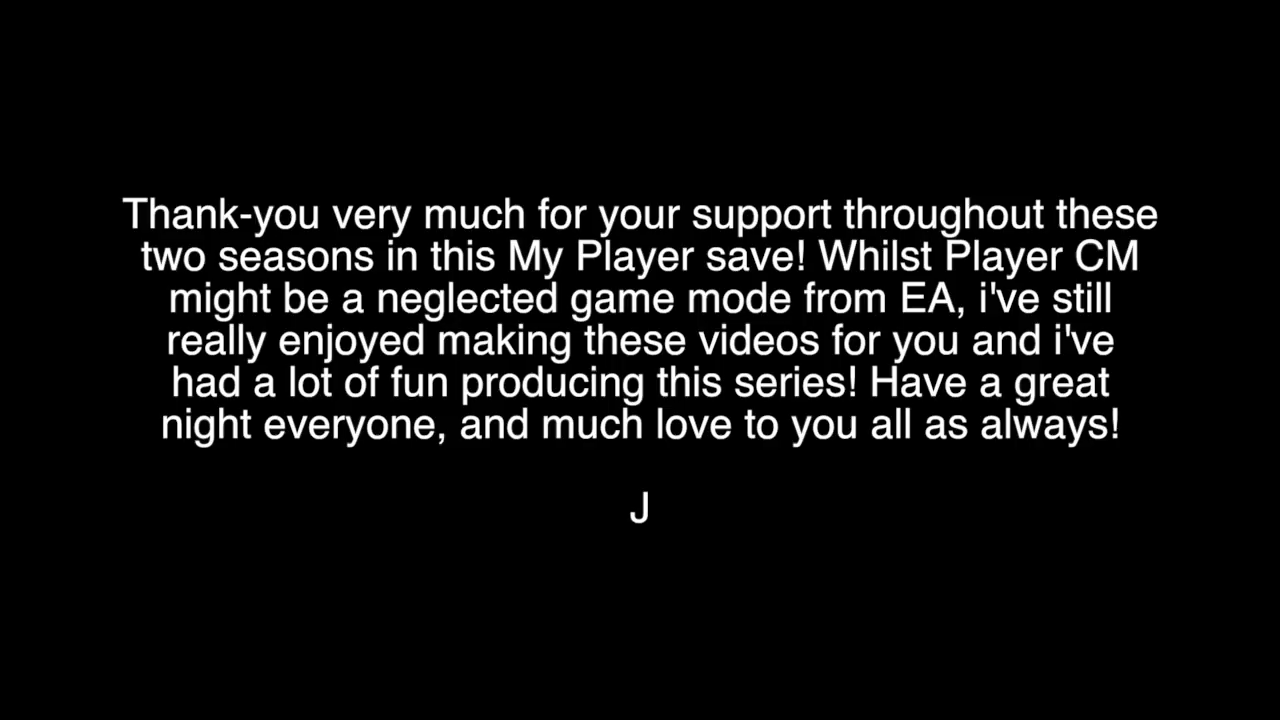 Thank-you very much for your support throughout these
two seasons in this My Player save! Whilst Player CM
might be a neglected game mode from EA, i've still
really enjoyed making these videos for you and i've
had a lot of fun producing this series! Have a great
night everyone, and much love to you all as always!
J